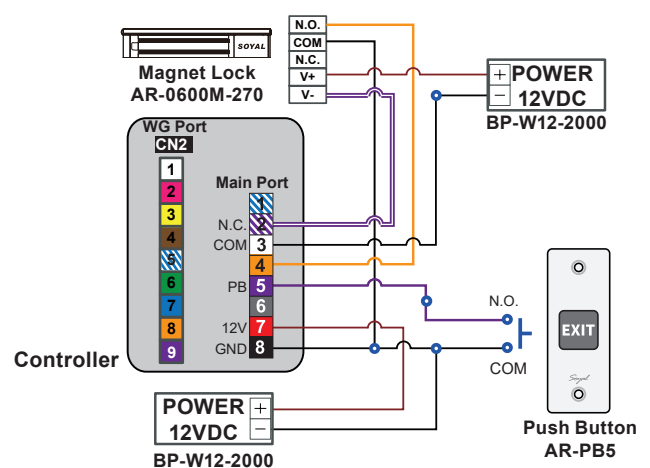 SOYAL
Magnet Lock
AR-0600M-270
N.O.
COM
N.C.
V+
V-
+ POWER
− 12VDC
BP-W12-2000
WG Port
CN2
1
2
3
4
5
6
7
8
9
Main Port
1
N.C. 2
COM 3
4
PB 5
6
12V 7
GND 8
Controller
POWER +
12VDC −
BP-W12-2000
N.O.
COM
EXIT
Soyal
Push Button
AR-PB5